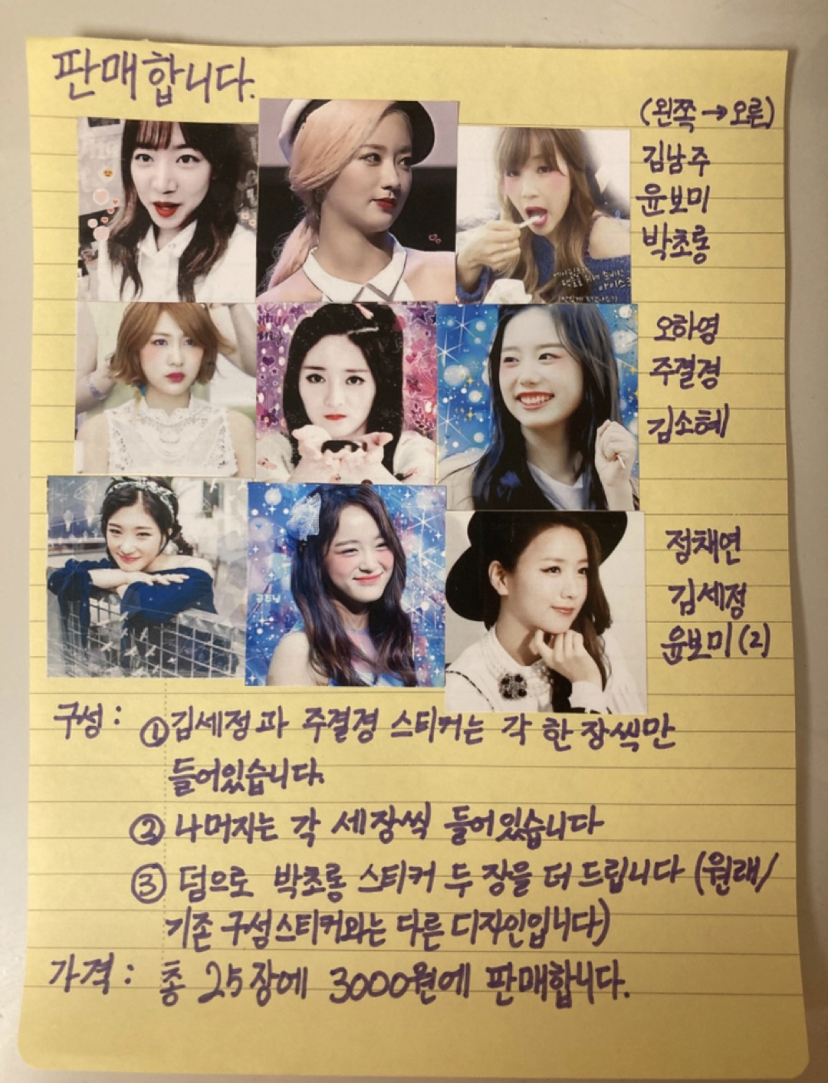 판매합니다.
(왼쪽→오른)
김남주
윤보미
박초롱
오하영
주결경
김소혜
정채연
김세정
윤보미(2)
구성: ① 김세정과 주결경 스티커는 각 한 장씩만
들어있습니다.
② 나머지는 각 세장씩 들어있습니다
③ 덤으로 박초롱 스티커 두 장을 더 드립니다 (원래/
기존 구성스티커와는 다른 디자인입니다)
가격: 총 25장에 3000원에 판매합니다.